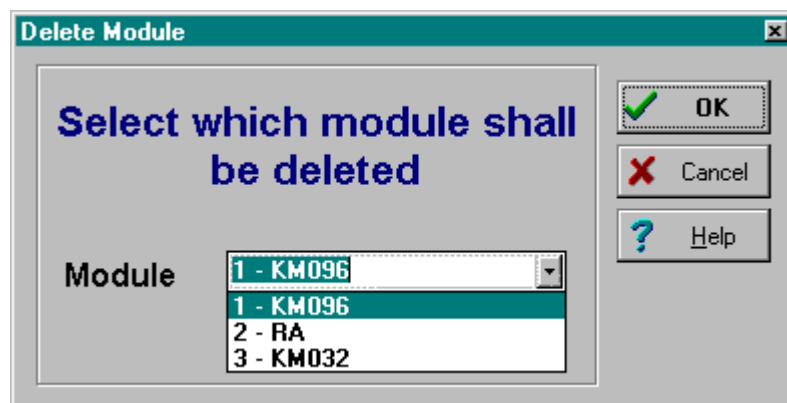 Delete Module
Select which module shall
be deleted
Module
1 - KM096
1 - KM096
2 - RA
3 - KM032
OK
Cancel
Help